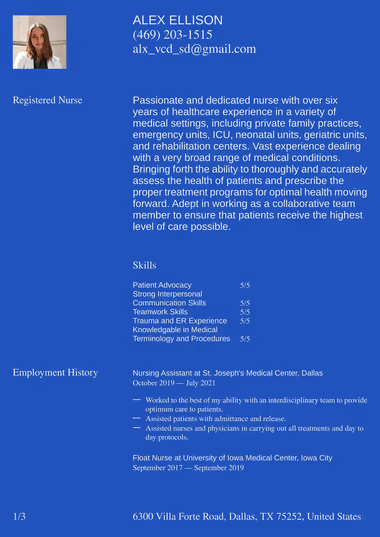 ALEX ELLISON
(469) 203-1515
alx_vcd_sd@gmail.com
Registered Nurse
Passionate and dedicated nurse with over six
years of healthcare experience in a variety of
medical settings, including private family practices,
emergency units, ICU, neonatal units, geriatric units,
and rehabilitation centers. Vast experience dealing
with a very broad range of medical conditions.
Bringing forth the ability to thoroughly and accurately
assess the health of patients and prescribe the
proper treatment programs for optimal health moving
forward. Adept in working as a collaborative team
member to ensure that patients receive the highest
level of care possible.
Skills
Patient Advocacy 5/5
Strong Interpersonal
Communication Skills 5/5
Teamwork Skills 5/5
Trauma and ER Experience 5/5
Knowledgable in Medical
Terminology and Procedures 5/5
Employment History
Nursing Assistant at St. Joseph's Medical Center, Dallas
October 2019 — July 2021
— Worked to the best of my ability with an interdisciplinary team to provide
optimum care to patients.
— Assisted patients with admittance and release.
— Assisted nurses and physicians in carrying out all treatments and day to
day protocols.
Float Nurse at University of Iowa Medical Center, Iowa City
September 2017 — September 2019
1/3
6300 Villa Forte Road, Dallas, TX 75252, United States